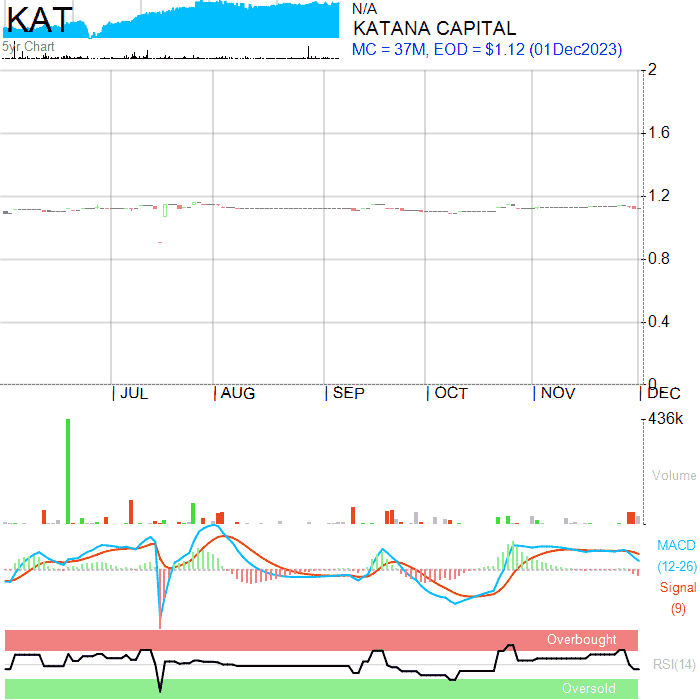 KAT
5yr Chart
N/A
KATANA CAPITAL
MC = 37M, EOD = $1.12 (01Dec2023)
2
1.6
1.2
0.8
0.4
0
JUL AUG SEP OCT NOV DEC
436k
Volume
MACD
(12-26)
Signal
(9)
Overbought
RSI(14)
Oversold